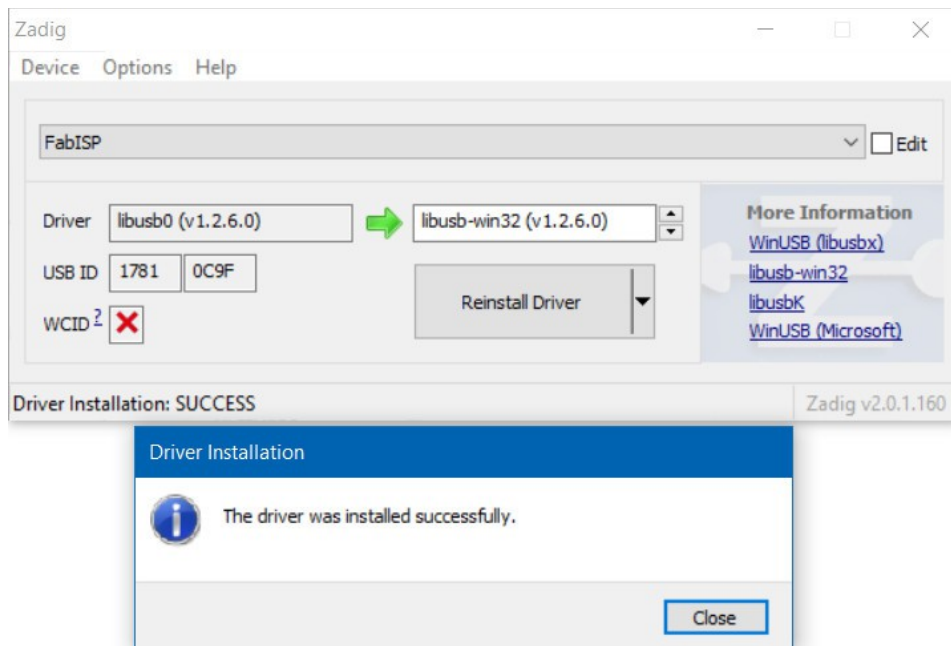 Zadig
Device Options Help
FabISP
Edit
Driver libusb0 (v1.2.6.0) libusb-win32 (v1.2.6.0)
USB ID 1781 0C9F
WCID ?
Reinstall Driver
More Information
WinUSB (libusbx)
libusb-win32
libusbK
WinUSB (Microsoft)
Driver Installation: SUCCESS
Zadig v2.0.1.160
Driver Installation
The driver was installed successfully.
Close